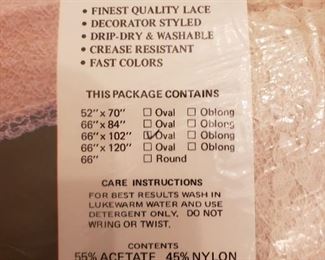 • FINEST QUALITY LACE
• DECORATOR STYLED
• DRIP-DRY & WASHABLE
• CREASE RESISTANT
• FAST COLORS
THIS PACKAGE CONTAINS
52" x 70" ☐ Oval ☐ Oblong
66" x 84" ☐ Oval ☐ Oblong
66" x 102" ☑ Oval ☐ Oblong
66" x 120" ☐ Oval ☐ Oblong
66" ☐ Round
CARE INSTRUCTIONS
FOR BEST RESULTS WASH IN
LUKEWARM WATER AND USE
DETERGENT ONLY. DO NOT
WRING OR TWIST.
CONTENTS
55% ACETATE 45% NYLON